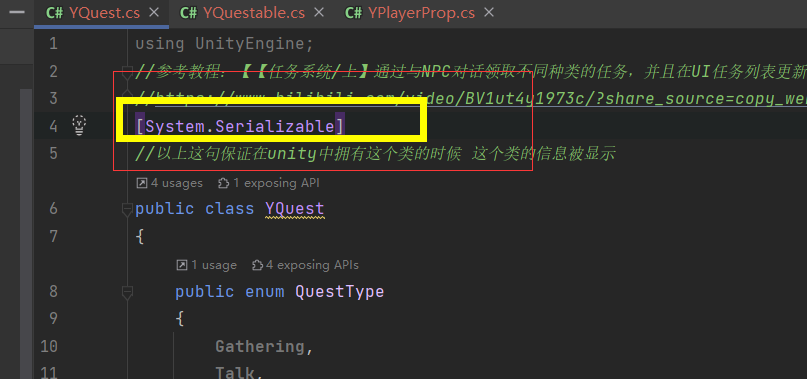 C# YQuest.cs × C# YQuestable.cs × C# YPlayerProp.cs ×
1 using UnityEngine;
2 //参考教程：【【任务系统/上】通过与NPC对话领取不同种类的任务，并且在UI任务列表更新
3 //https://www.bilibili.com/video/BV1ut4y1973c/?share_source=copy_we
4 [System.Serializable]
5 //以上这句保证在unity中拥有这个类的时候 这个类的信息被显示
4 usages 1 exposing API
6 public class YQuest
7 {
1 usage 4 exposing APIs
8 public enum QuestType
9 {
10 Gathering,
11 Talk,